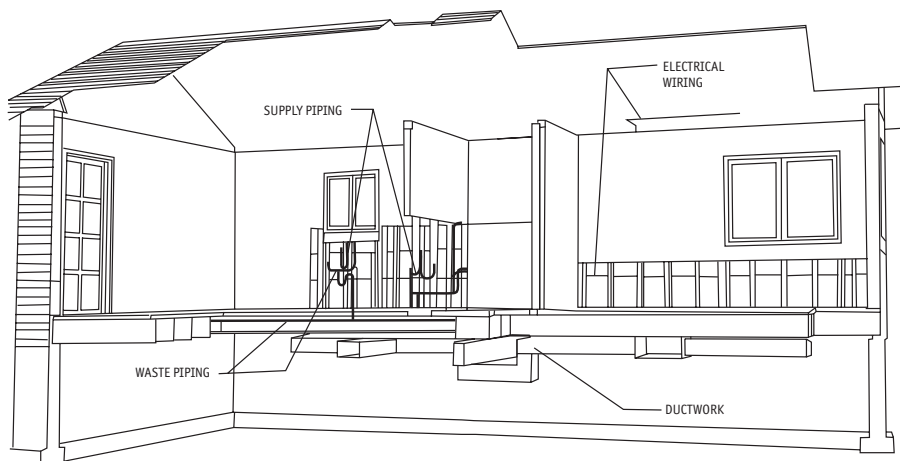 ELECTRICAL
WIRING
SUPPLY PIPING
WASTE PIPING
DUCTWORK